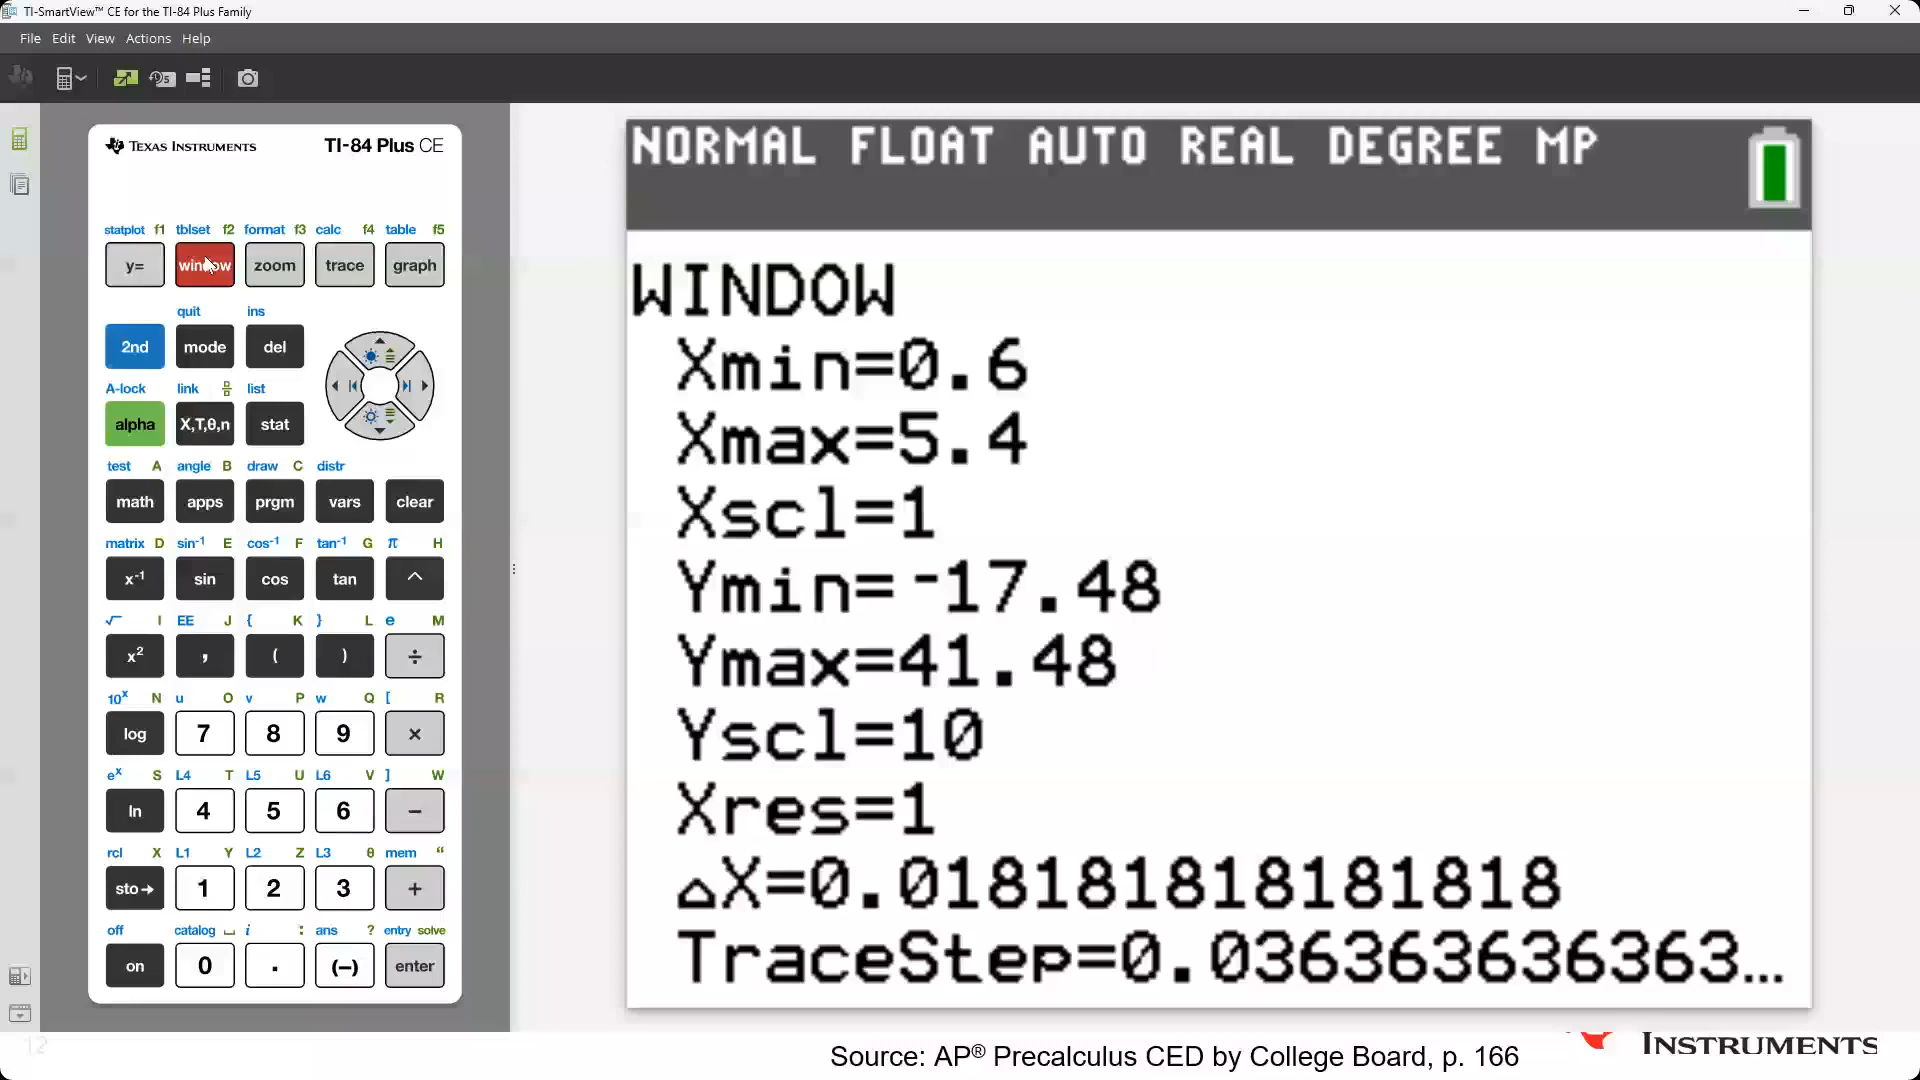 TI-SmartView™ CE for the TI-84 Plus Family
File Edit View Actions Help
TEXAS INSTRUMENTS TI-84 Plus CE
statplot f1 tblset f2 format f3 calc f4 table f5
y= window zoom trace graph
quit ins
2nd mode del
A-lock link list
alpha X,T,θ,n stat
test A angle B draw C distr
math apps prgm vars clear
matrix D sin⁻¹ E cos⁻¹ F tan⁻¹ G π H
x⁻¹ sin cos tan ^
√ I EE J { K } L e M
x² , ( ) ÷
10ˣ N u O v P w Q [ R
log 7 8 9 ×
eˣ S L4 T L5 U L6 V ] W
ln 4 5 6 −
rcl X L1 Y L2 Z L3 θ mem “
sto→ 1 2 3 +
off catalog ⎵ i : ans ? entry solve
on 0 . (−) enter
NORMAL FLOAT AUTO REAL DEGREE MP
WINDOW
Xmin=0.6
Xmax=5.4
Xscl=1
Ymin=-17.48
Ymax=41.48
Yscl=10
Xres=1
△X=0.018181818181818
TraceStep=0.036363636363...
12
Source: AP® Precalculus CED by College Board, p. 166
INSTRUMENTS